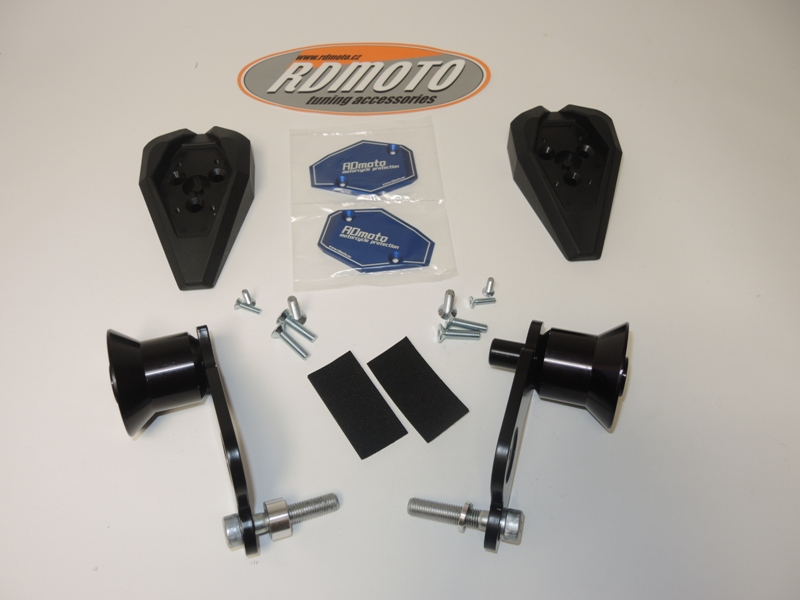 www.rdmoto.cz
RDMOTO
tuning accessories
RDmoto
motorcycle protection
RDmoto
motorcycle protection